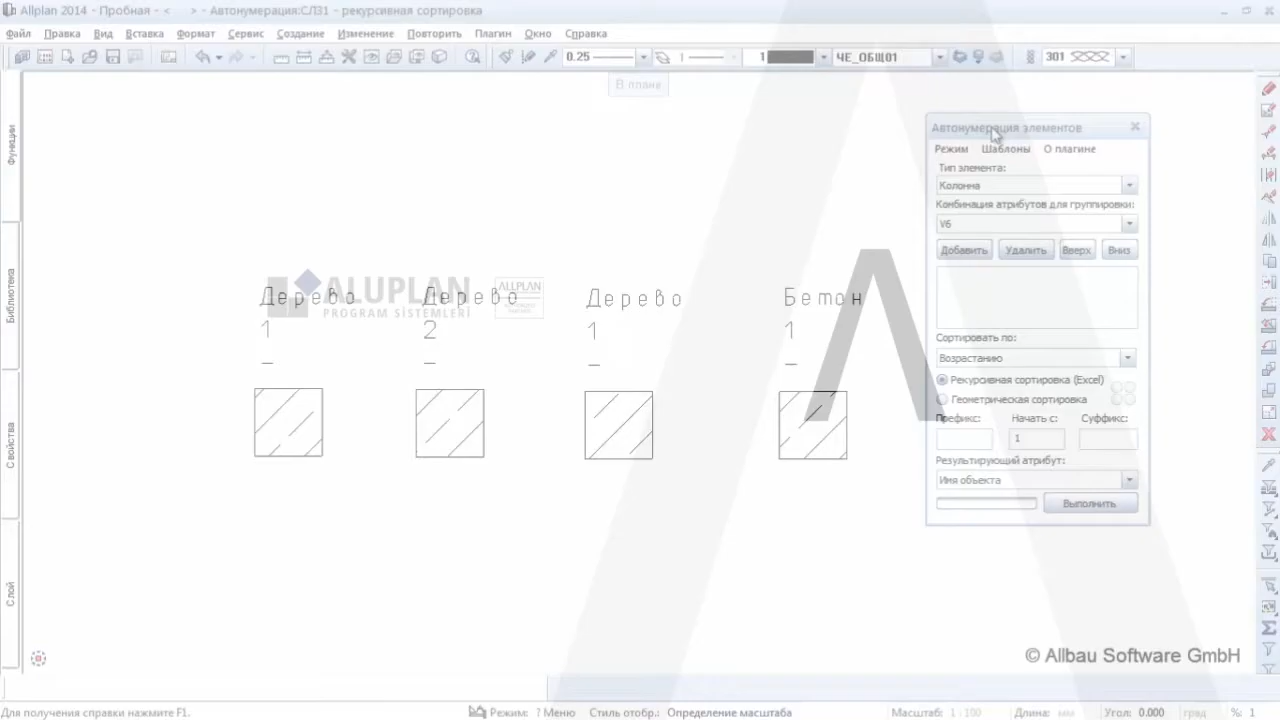 Allplan 2014 - Пробная - < > - Автонумерация:СЛ31 - рекурсивная сортировка
Файл Правка Вид Вставка Формат Сервис Создание Изменение Повторить Плагин Окно Справка
0.25 1 1 ЧЕ_ОБЩ01 301
В плане
Функции
Библиотека
Свойства
Слой
ALUPLAN
PROGRAM SİSTEMLERİ
ALLPLAN
Дерево Дерево Дерево Бетон
1 2 1 1
– – – –
Автонумерация элементов
Режим Шаблоны О плагине
Тип элемента:
Колонна
Комбинация атрибутов для группировки:
V6
Добавить Удалить Вверх Вниз
Сортировать по:
Возрастанию
Рекурсивная сортировка (Excel)
Геометрическая сортировка
Префикс: Начать с: Суффикс:
1
Результирующий атрибут:
Имя объекта
Выполнить
© Allbau Software GmbH
Для получения справки нажмите F1. Режим: ? Меню Стиль отобр.: Определение масштаба Масштаб: 1 - 100 Длина: мм Угол: 0.000 град %: 1